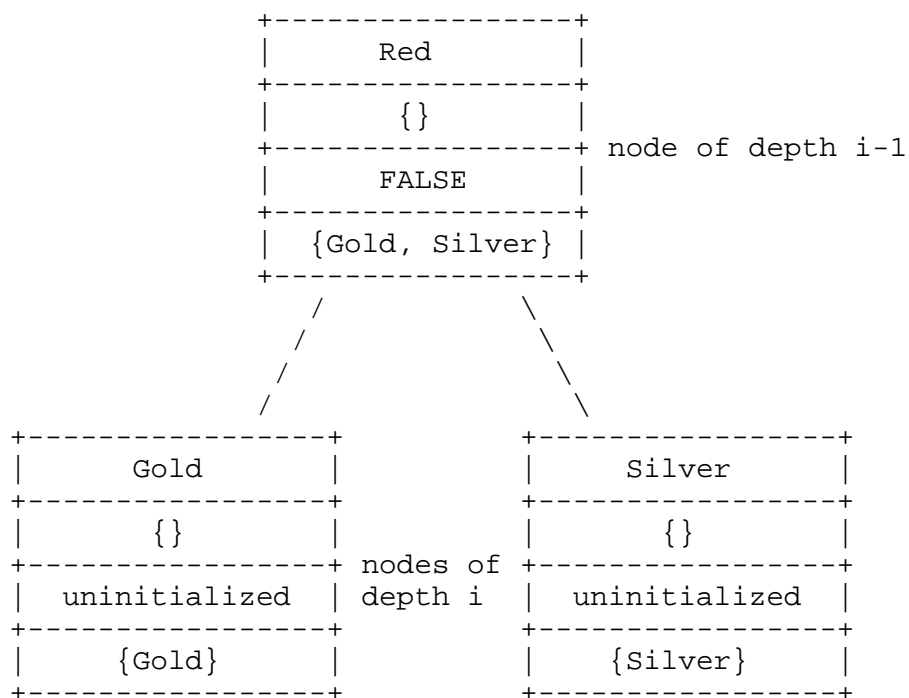 Red
{}
node of depth i-1
FALSE
{Gold, Silver}
Gold
Silver
{}
{}
nodes of
uninitialized
depth i
uninitialized
{Gold}
{Silver}